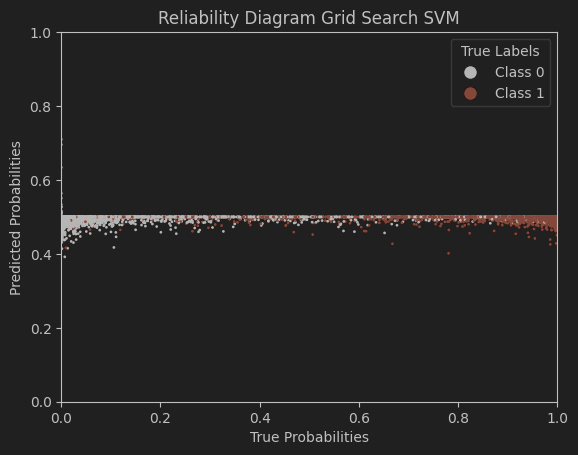 Reliability Diagram Grid Search SVM
True Labels
Class 0
Class 1
Predicted Probabilities
1.0
0.8
0.6
0.4
0.2
0.0
0.0 0.2 0.4 0.6 0.8 1.0
True Probabilities